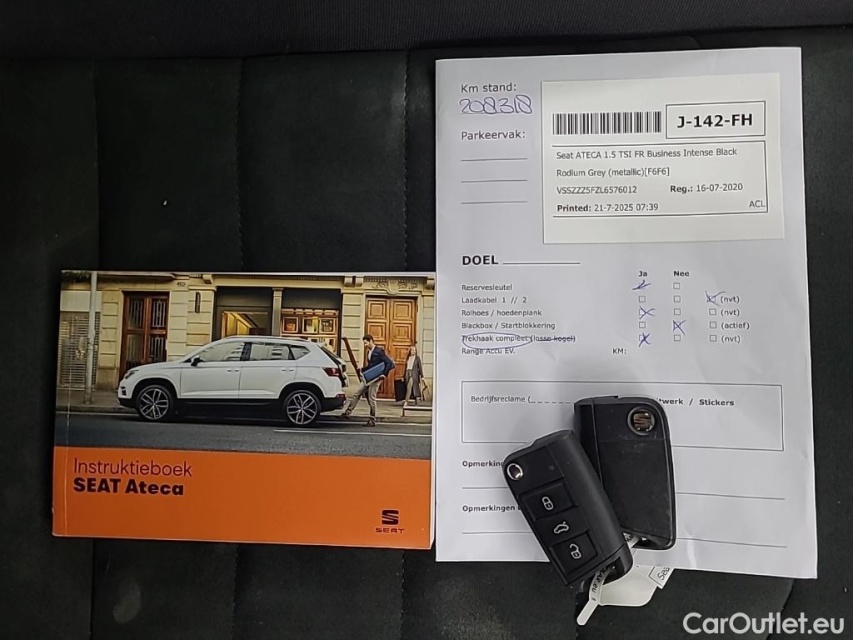 Km stand:
208318
Parkeervak:
J-142-FH
Seat ATECA 1.5 TSI FR Business Intense Black
Rodium Grey (metallic)[F6F6]
VSSZZZ5FZL6576012
Reg.: 16-07-2020
Printed: 21-7-2025 07:39
ACL
DOEL
Ja Nee
Reservesleutel
Laadkabel 1 // 2 (nvt)
Rolhoes / hoedenplank (nvt)
Blackbox / Startblokkering (actief)
Trekhaak compleet (losse kogel) (nvt)
Range Accu EV. KM:
Bedrijfsreclame (
twerk / Stickers
Opmerking
Opmerkingen
Instruktieboek
SEAT Ateca
SEAT
CarOutlet.eu